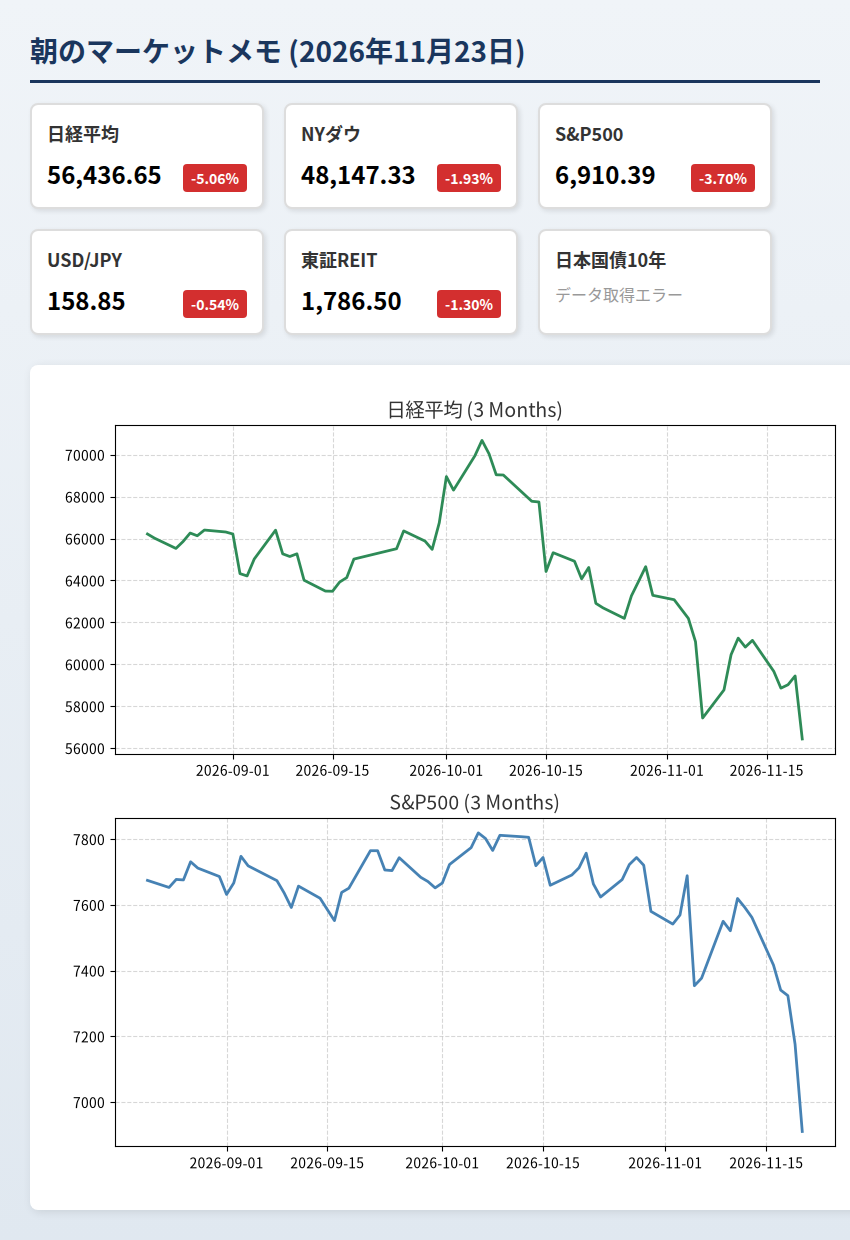 朝のマーケットメモ (2026年11月23日)
日経平均
56,436.65 -5.06%
NYダウ
48,147.33 -1.93%
S&P500
6,910.39 -3.70%
USD/JPY
158.85 -0.54%
東証REIT
1,786.50 -1.30%
日本国債10年
データ取得エラー
日経平均 (3 Months)
70000
68000
66000
64000
62000
60000
58000
56000
2026-09-01 2026-09-15 2026-10-01 2026-10-15 2026-11-01 2026-11-15
S&P500 (3 Months)
7800
7600
7400
7200
7000
2026-09-01 2026-09-15 2026-10-01 2026-10-15 2026-11-01 2026-11-15